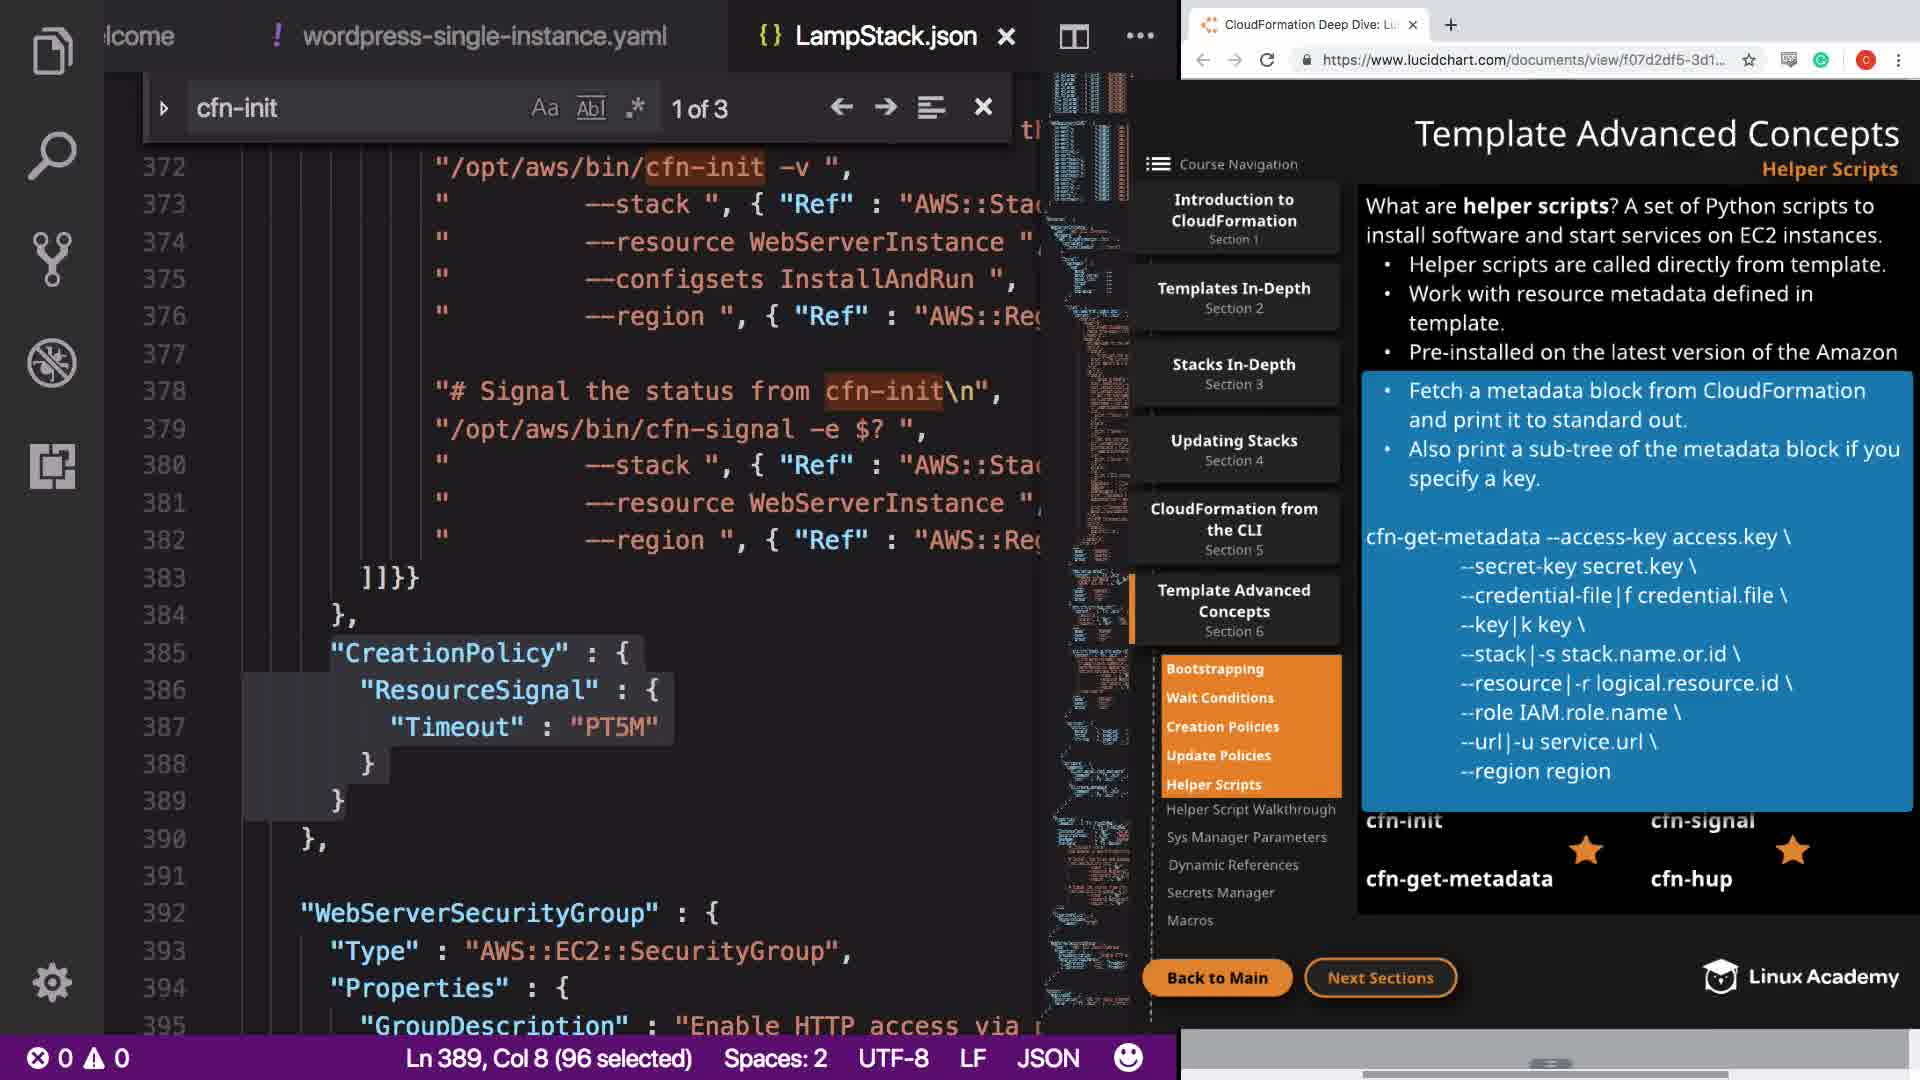 lcome
! wordpress-single-instance.yaml
{} LampStack.json
cfn-init
Aa Abl .* 1 of 3
372 "/opt/aws/bin/cfn-init -v ",
373 "         --stack ", { "Ref" : "AWS::Stac
374 "         --resource WebServerInstance "
375 "         --configsets InstallAndRun ",
376 "         --region ", { "Ref" : "AWS::Reg
377
378 "# Signal the status from cfn-init\n",
379 "/opt/aws/bin/cfn-signal -e $? ",
380 "         --stack ", { "Ref" : "AWS::Stac
381 "         --resource WebServerInstance "
382 "         --region ", { "Ref" : "AWS::Reg
383 ]]}}
384 },
385 "CreationPolicy" : {
386 "ResourceSignal" : {
387 "Timeout" : "PT5M"
388 }
389 }
390 },
391
392 "WebServerSecurityGroup" : {
393 "Type" : "AWS::EC2::SecurityGroup",
394 "Properties" : {
395 "GroupDescription" : "Enable HTTP access via
0 0
Ln 389, Col 8 (96 selected) Spaces: 2 UTF-8 LF JSON
CloudFormation Deep Dive: Lu
https://www.lucidchart.com/documents/view/f07d2df5-3d1...
C
Template Advanced Concepts
Helper Scripts
Course Navigation
Introduction to
CloudFormation
Section 1
Templates In-Depth
Section 2
Stacks In-Depth
Section 3
Updating Stacks
Section 4
CloudFormation from
the CLI
Section 5
Template Advanced
Concepts
Section 6
Bootstrapping
Wait Conditions
Creation Policies
Update Policies
Helper Scripts
Helper Script Walkthrough
Sys Manager Parameters
Dynamic References
Secrets Manager
Macros
Back to Main
Next Sections
What are helper scripts? A set of Python scripts to
install software and start services on EC2 instances.
• Helper scripts are called directly from template.
• Work with resource metadata defined in
template.
• Pre-installed on the latest version of the Amazon
• Fetch a metadata block from CloudFormation
and print it to standard out.
• Also print a sub-tree of the metadata block if you
specify a key.
cfn-get-metadata --access-key access.key \
--secret-key secret.key \
--credential-file|f credential.file \
--key|k key \
--stack|-s stack.name.or.id \
--resource|-r logical.resource.id \
--role IAM.role.name \
--url|-u service.url \
--region region
cfn-init cfn-signal
cfn-get-metadata cfn-hup
Linux Academy